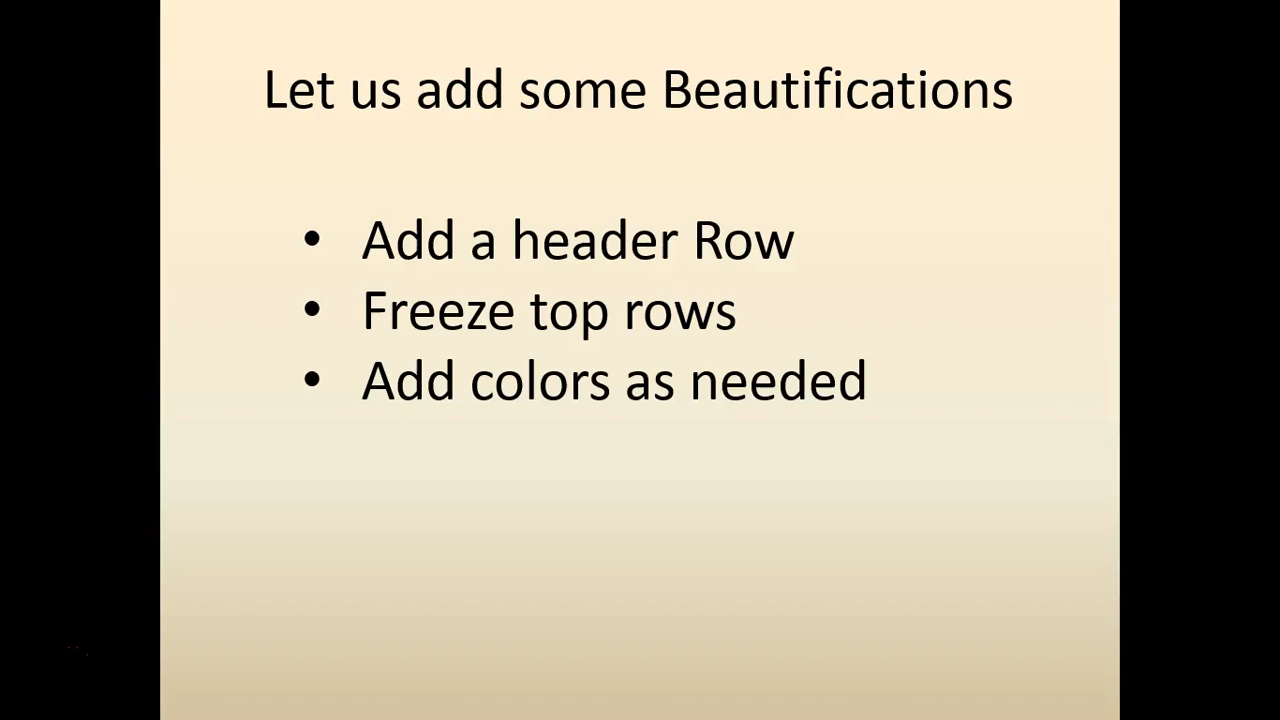 Let us add some Beautifications
• Add a header Row
• Freeze top rows
• Add colors as needed